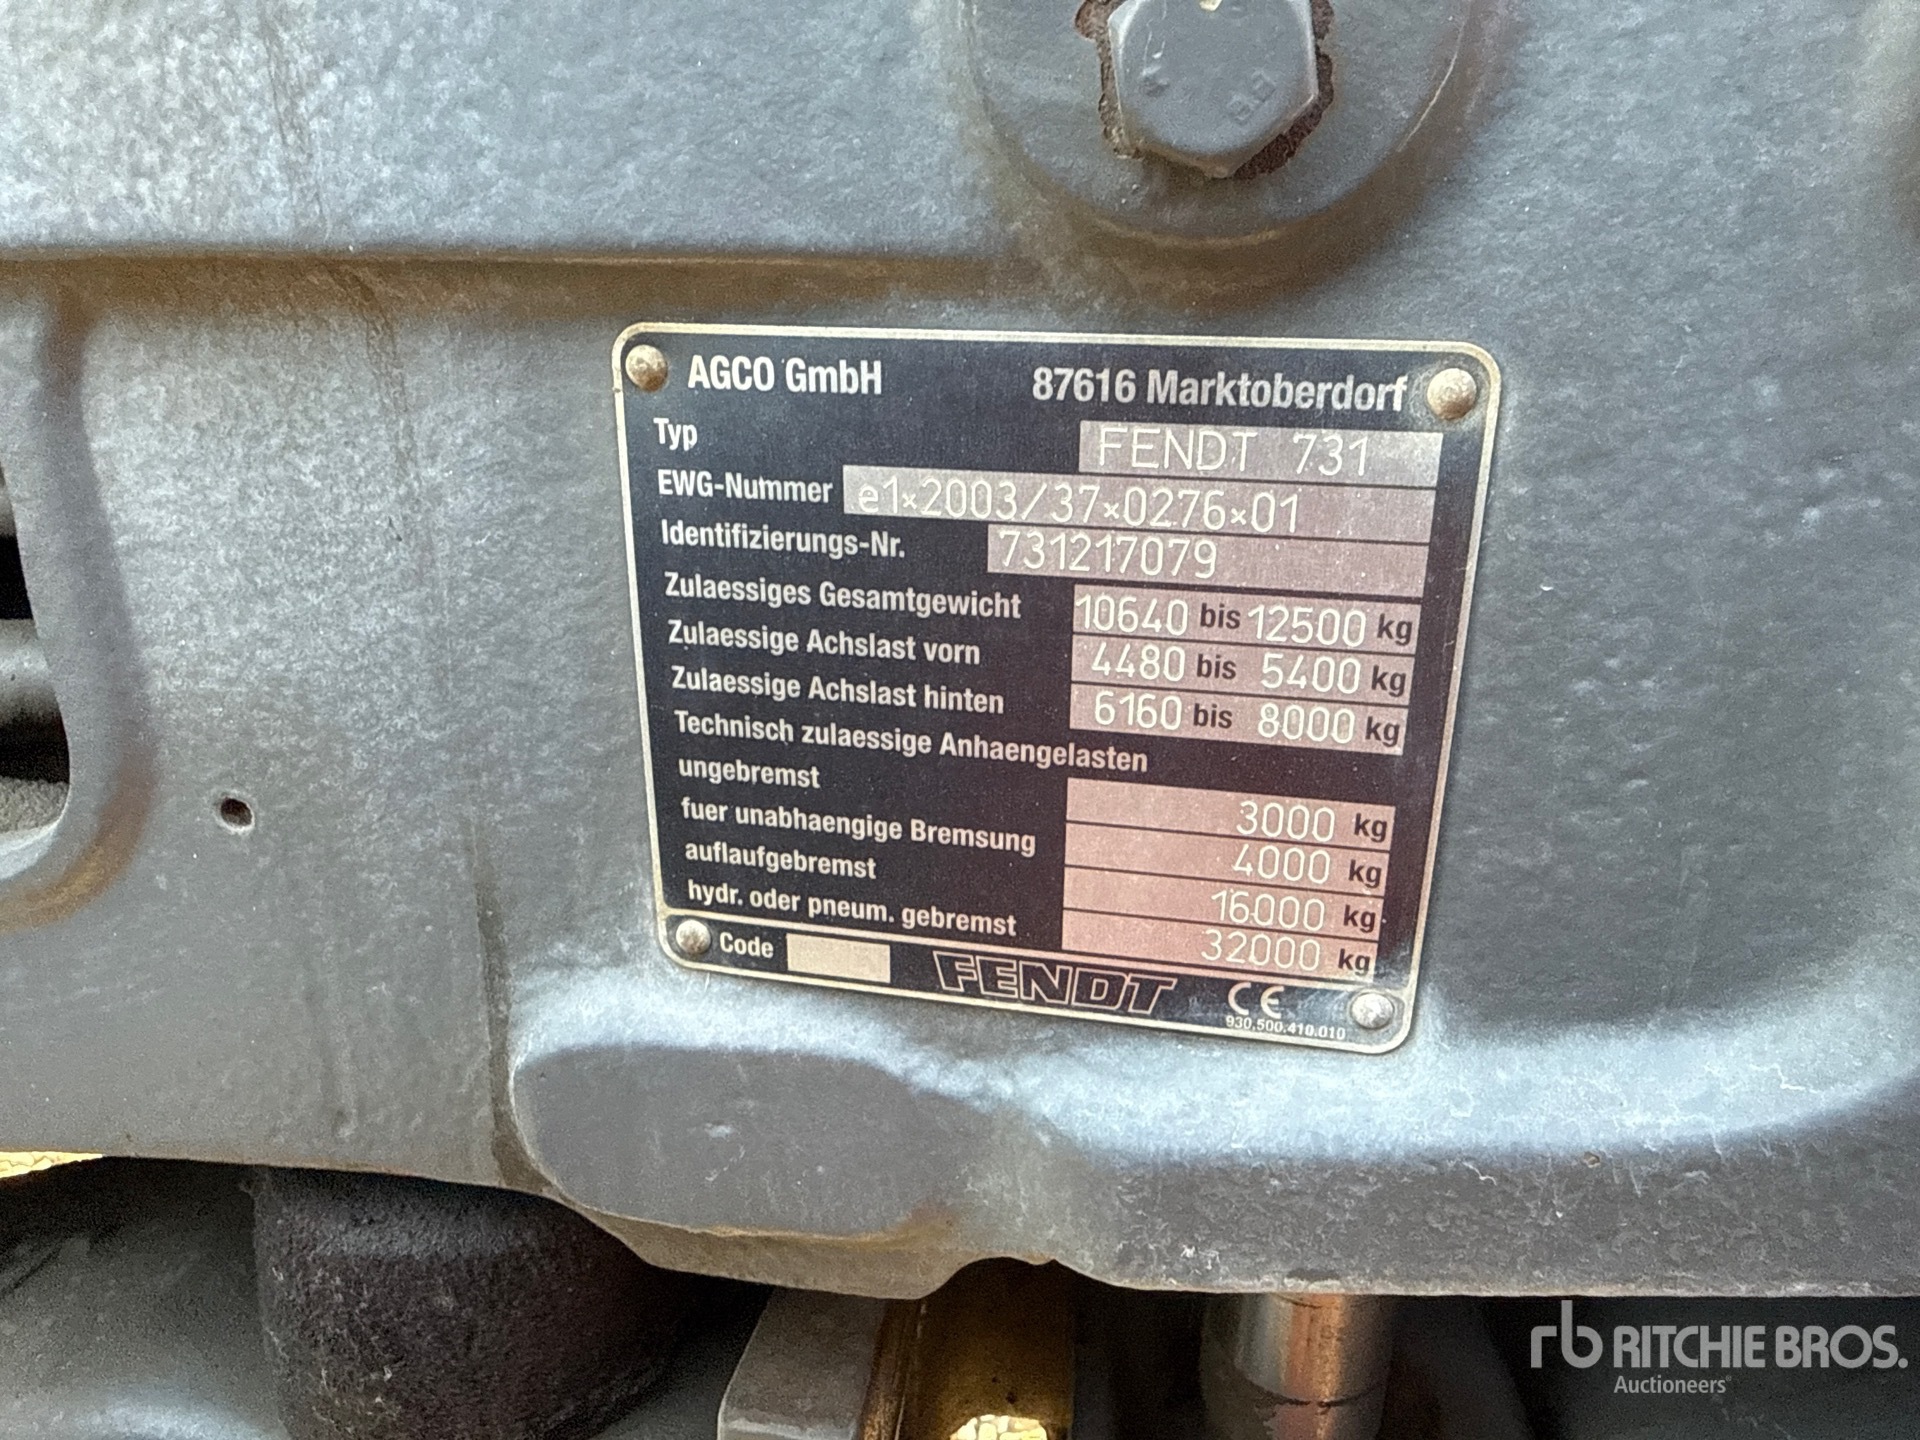 AGCO GmbH 87616 Marktoberdorf
Typ FENDT 731
EWG-Nummer e1×2003/37×0276×01
Identifizierungs-Nr. 731217079
Zulaessiges Gesamtgewicht 10640 bis 12500 kg
Zulaessige Achslast vorn 4480 bis 5400 kg
Zulaessige Achslast hinten 6160 bis 8000 kg
Technisch zulaessige Anhaengelasten
ungebremst 3000 kg
fuer unabhaengige Bremsung 4000 kg
auflaufgebremst 16000 kg
hydr. oder pneum. gebremst 32000 kg
Code FENDT CE
930.500.410.010
rb RITCHIE BROS.
Auctioneers